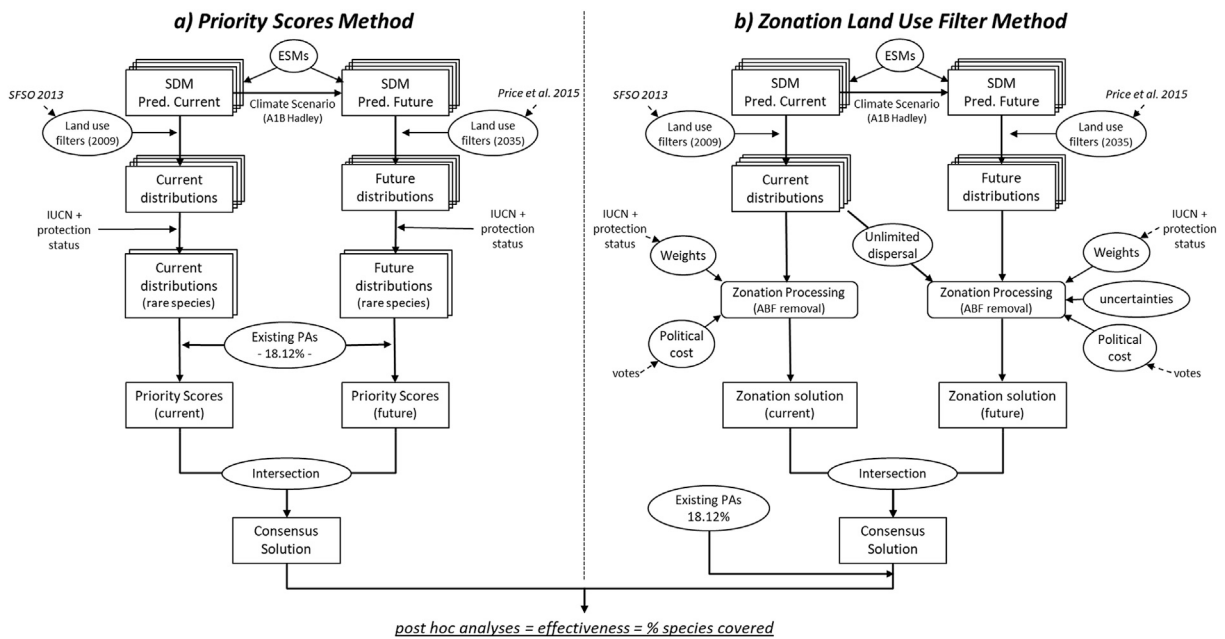 a) Priority Scores Method
ESMs
SDM
Pred. Current
SDM
Pred. Future
Climate Scenario
(A1B Hadley)
SFSO 2013
Price et al. 2015
Land use
filters (2009)
Land use
filters (2035)
Current
distributions
Future
distributions
IUCN +
protection
status
IUCN +
protection
status
Current
distributions
(rare species)
Future
distributions
(rare species)
Existing PAs
- 18.12% -
Priority Scores
(current)
Priority Scores
(future)
Intersection
Consensus
Solution
b) Zonation Land Use Filter Method
ESMs
SDM
Pred. Current
SDM
Pred. Future
Climate Scenario
(A1B Hadley)
SFSO 2013
Price et al. 2015
Land use
filters (2009)
Land use
filters (2035)
Current
distributions
Future
distributions
IUCN +
protection
status
Weights
Unlimited
dispersal
IUCN +
protection
status
Weights
Zonation Processing
(ABF removal)
Zonation Processing
(ABF removal)
uncertainties
Political
cost
votes
Political
cost
votes
Zonation solution
(current)
Zonation solution
(future)
Intersection
Existing PAs
18.12%
Consensus
Solution
post hoc analyses = effectiveness = % species covered